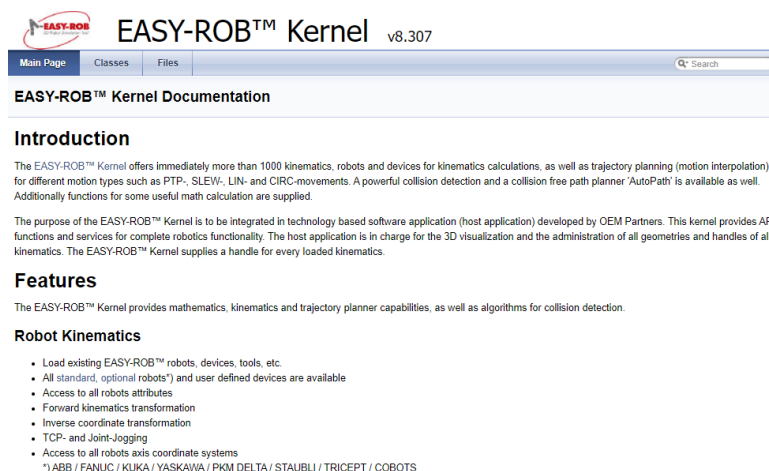 EASY-ROB
EASY-ROB™ Kernel v8.307
Main Page Classes Files Search
EASY-ROB™ Kernel Documentation
Introduction
The EASY-ROB™ Kernel offers immediately more than 1000 kinematics, robots and devices for kinematics calculations, as well as trajectory planning (motion interpolation)
for different motion types such as PTP-, SLEW-, LIN- and CIRC-movements. A powerful collision detection and a collision free path planner 'AutoPath' is available as well.
Additionally functions for some useful math calculation are supplied.
The purpose of the EASY-ROB™ Kernel is to be integrated in technology based software application (host application) developed by OEM Partners. This kernel provides
functions and services for complete robotics functionality. The host application is in charge for the 3D visualization and the administration of all geometries and handles of
kinematics. The EASY-ROB™ Kernel supplies a handle for every loaded kinematics.
Features
The EASY-ROB™ Kernel provides mathematics, kinematics and trajectory planner capabilities, as well as algorithms for collision detection.
Robot Kinematics
• Load existing EASY-ROB™ robots, devices, tools, etc.
• All standard, optional robots*) and user defined devices are available
• Access to all robots attributes
• Forward kinematics transformation
• Inverse coordinate transformation
• TCP- and Joint-Jogging
• Access to all robots axis coordinate systems
*) ABB / FANUC / KUKA / YASKAWA / PKM DELTA / STAUBLI / TRICEPT / COBOTS